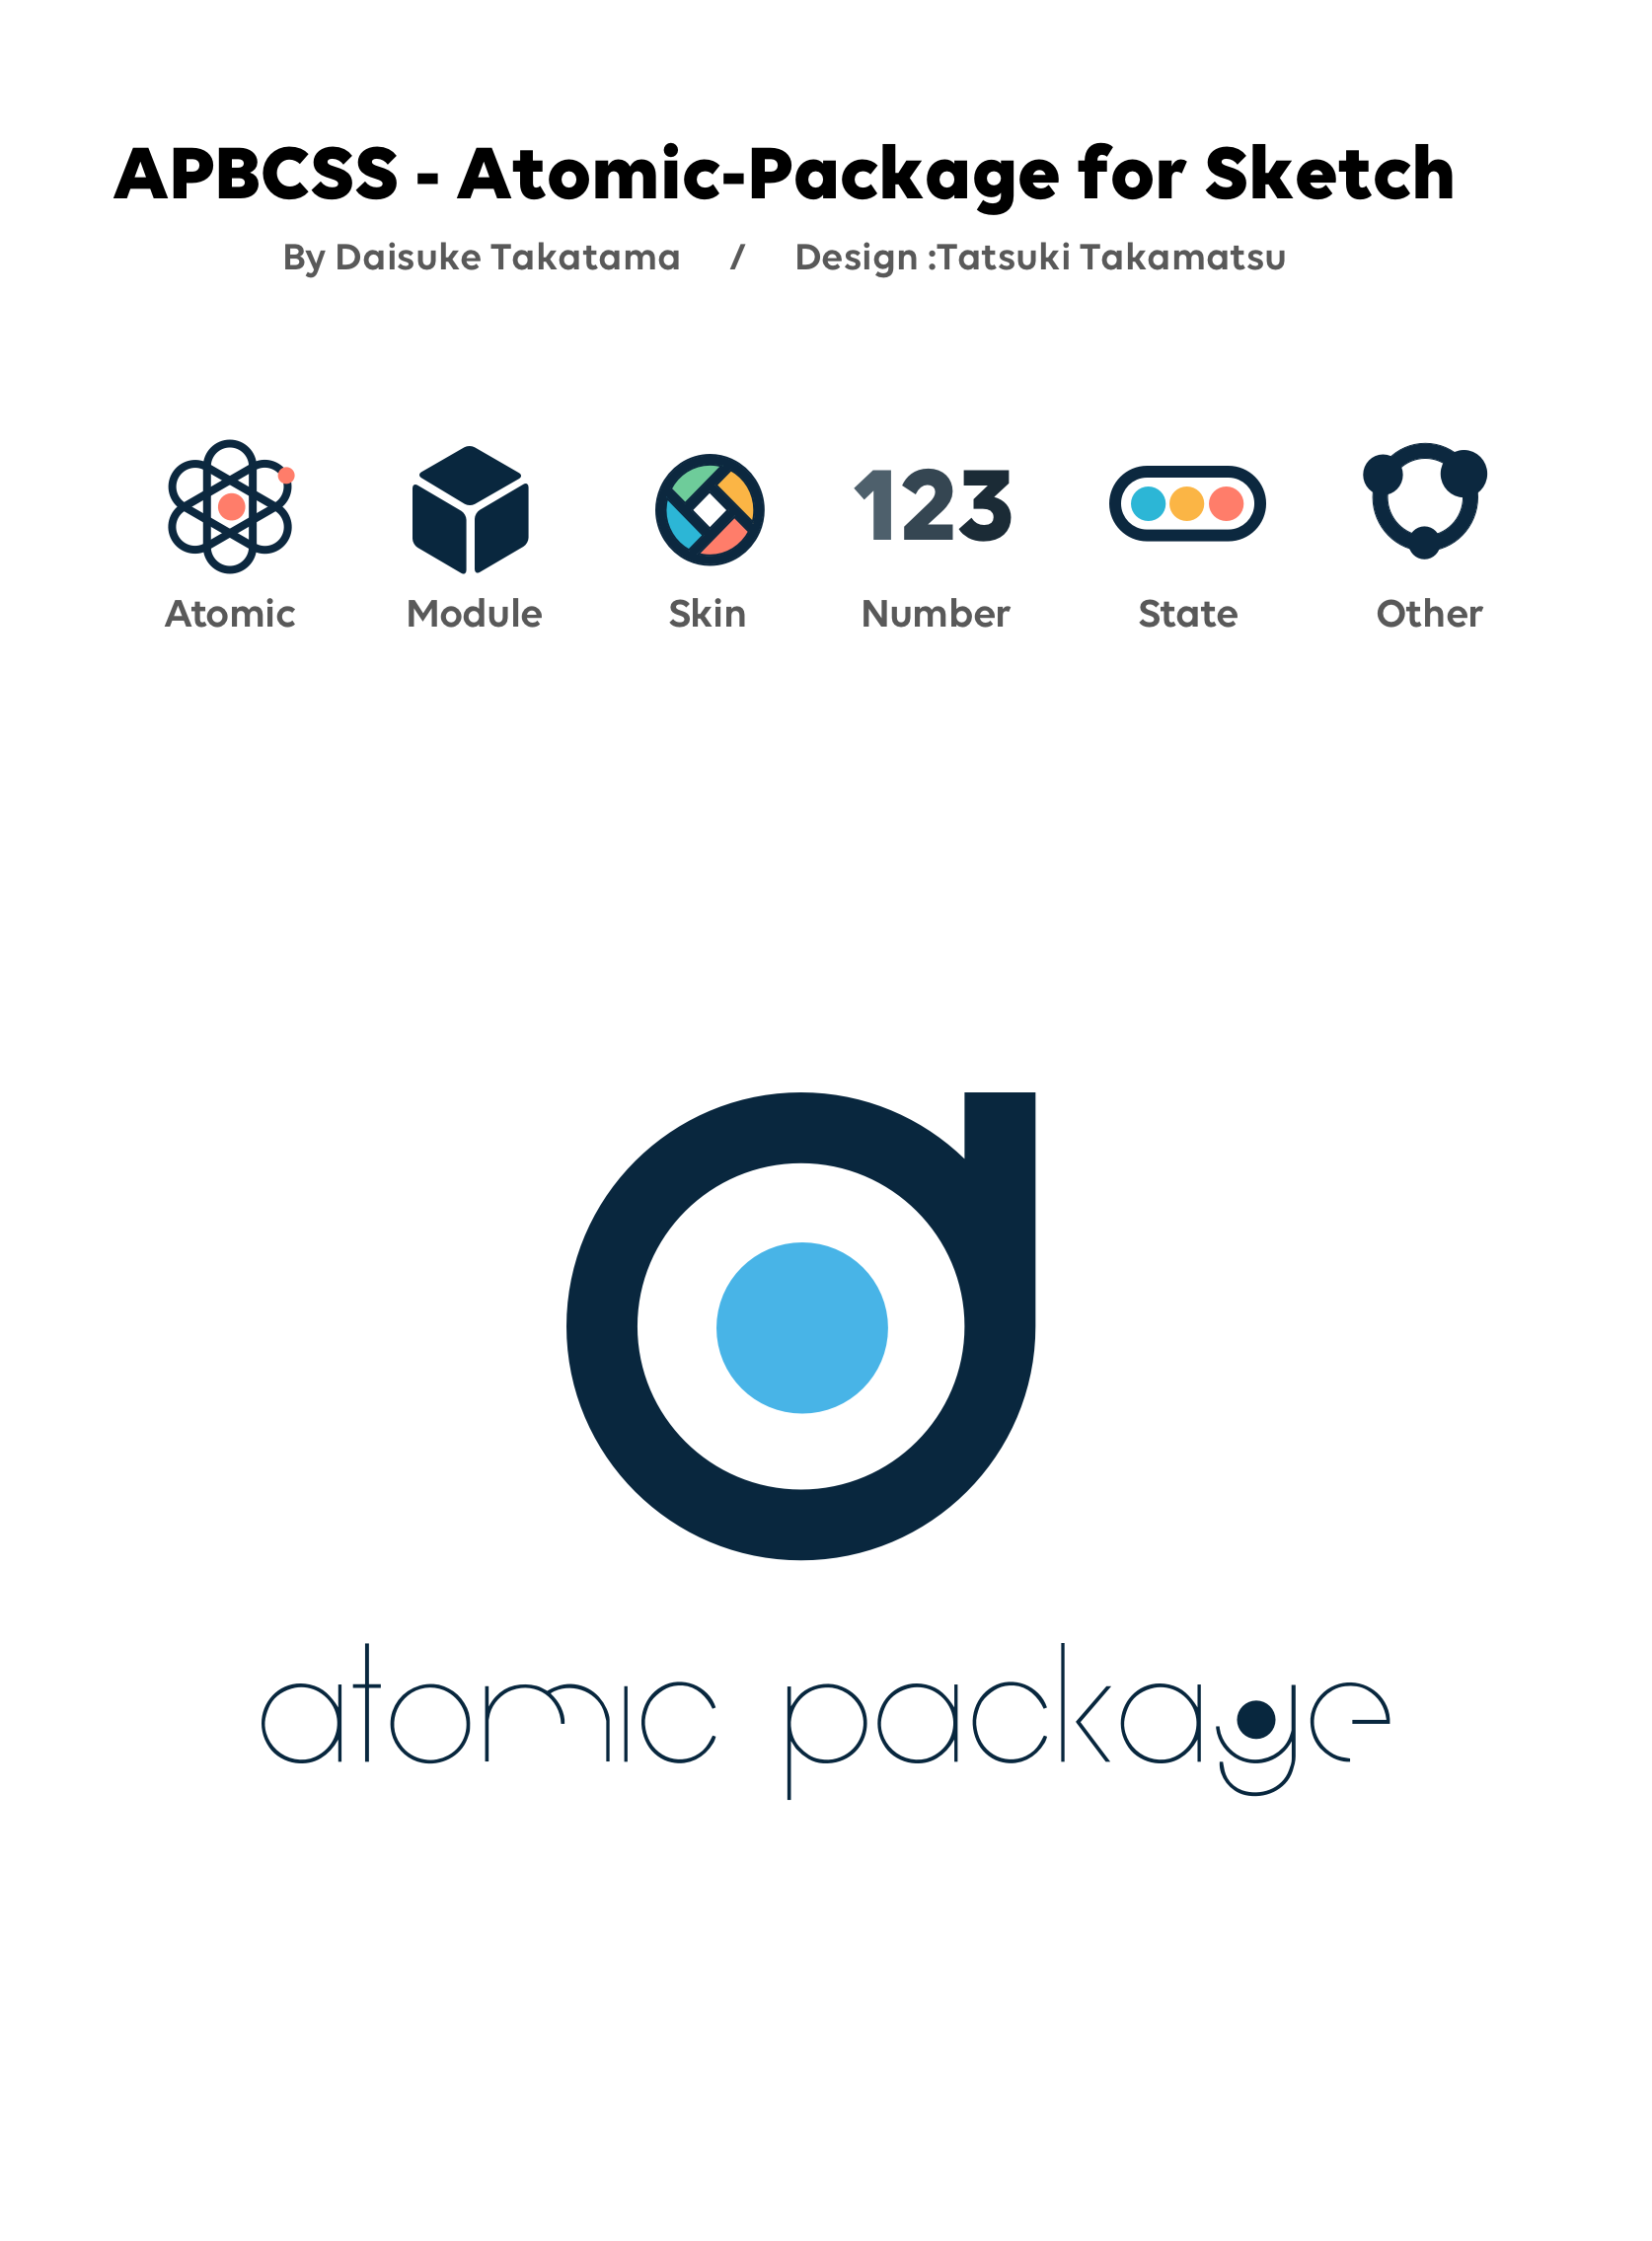 APBCSS - Atomic-Package for Sketch
By Daisuke Takatama / Design :Tatsuki Takamatsu
123
Atomic Module Skin Number State Other
atomic package